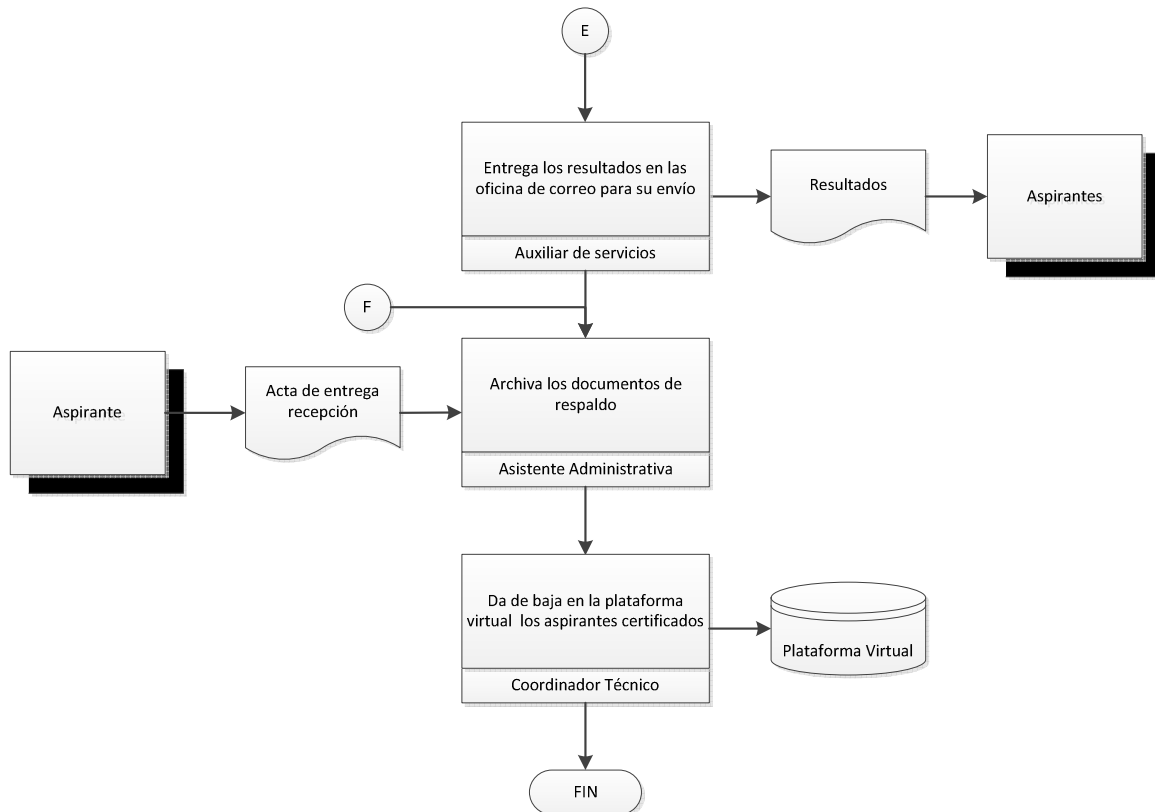 E
Entrega los resultados en las
oficina de correo para su envío
Auxiliar de servicios
Resultados
Aspirantes
F
Aspirante
Acta de entrega
recepción
Archiva los documentos de
respaldo
Asistente Administrativa
Da de baja en la plataforma
virtual los aspirantes certificados
Coordinador Técnico
Plataforma Virtual
FIN